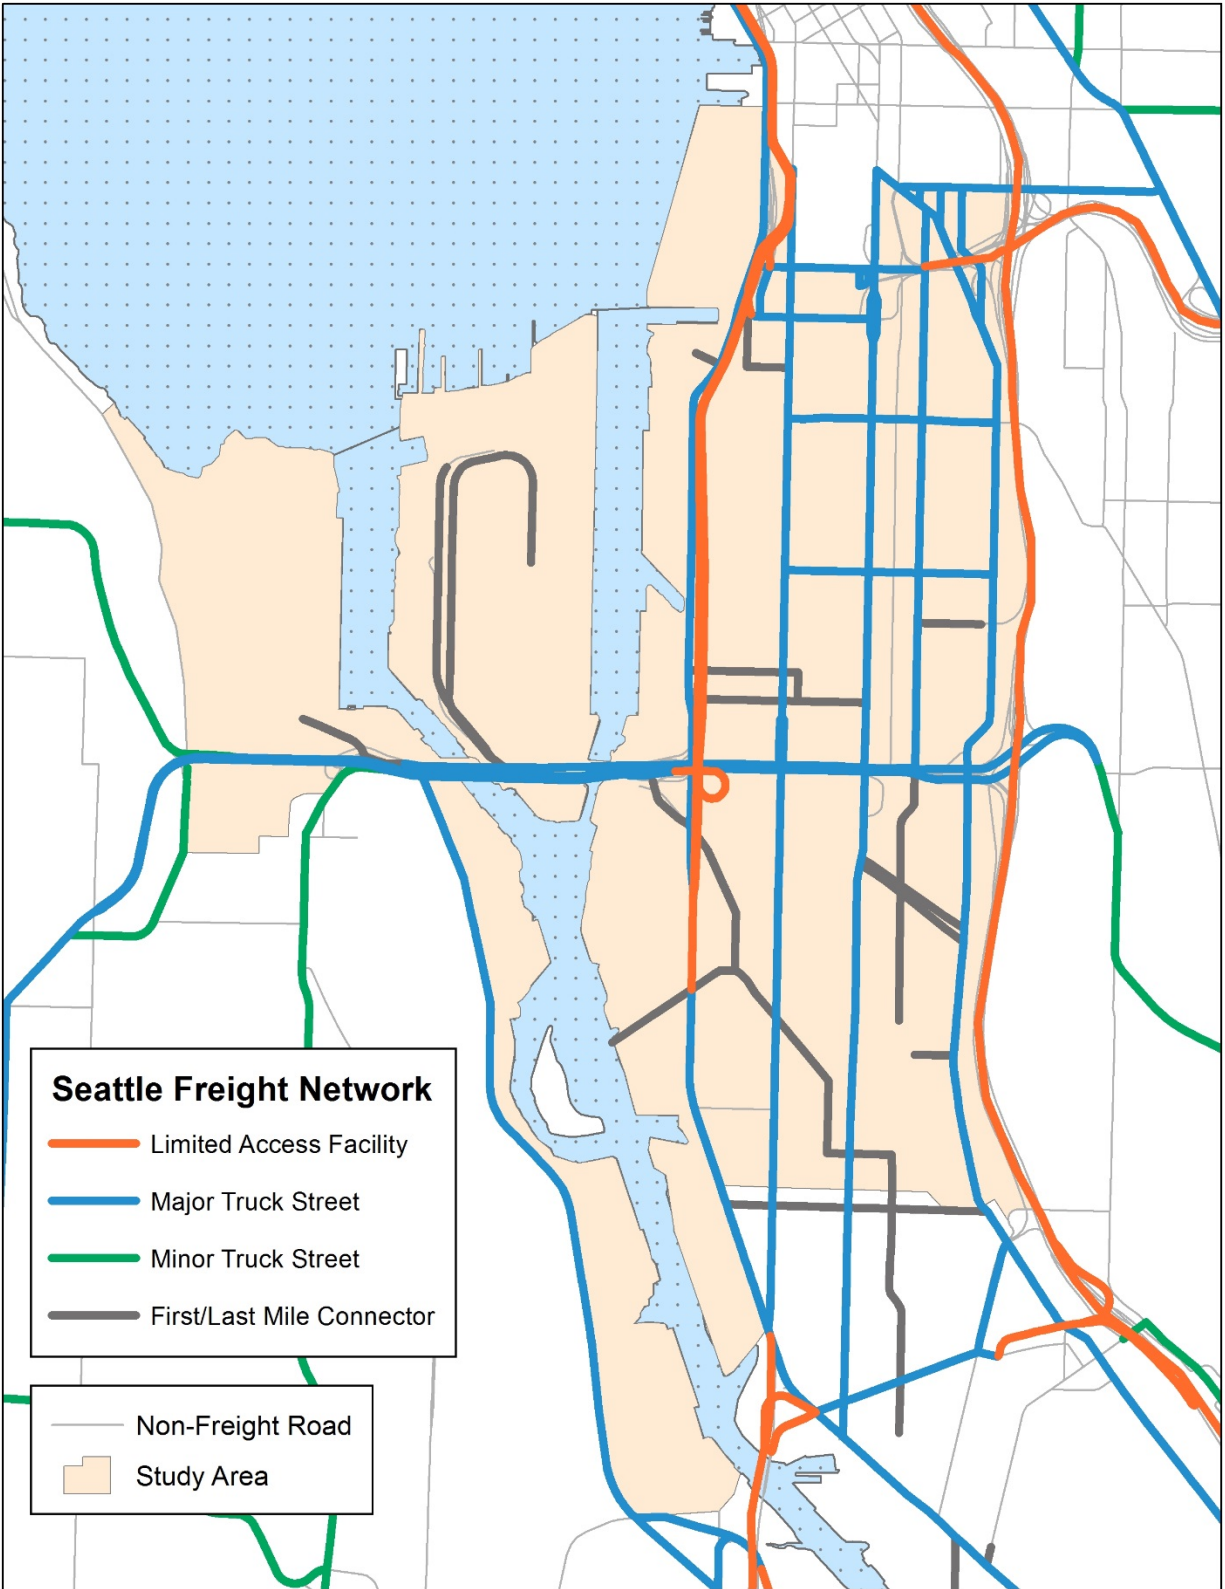 Seattle Freight Network
Limited Access Facility
Major Truck Street
Minor Truck Street
First/Last Mile Connector
Non-Freight Road
Study Area